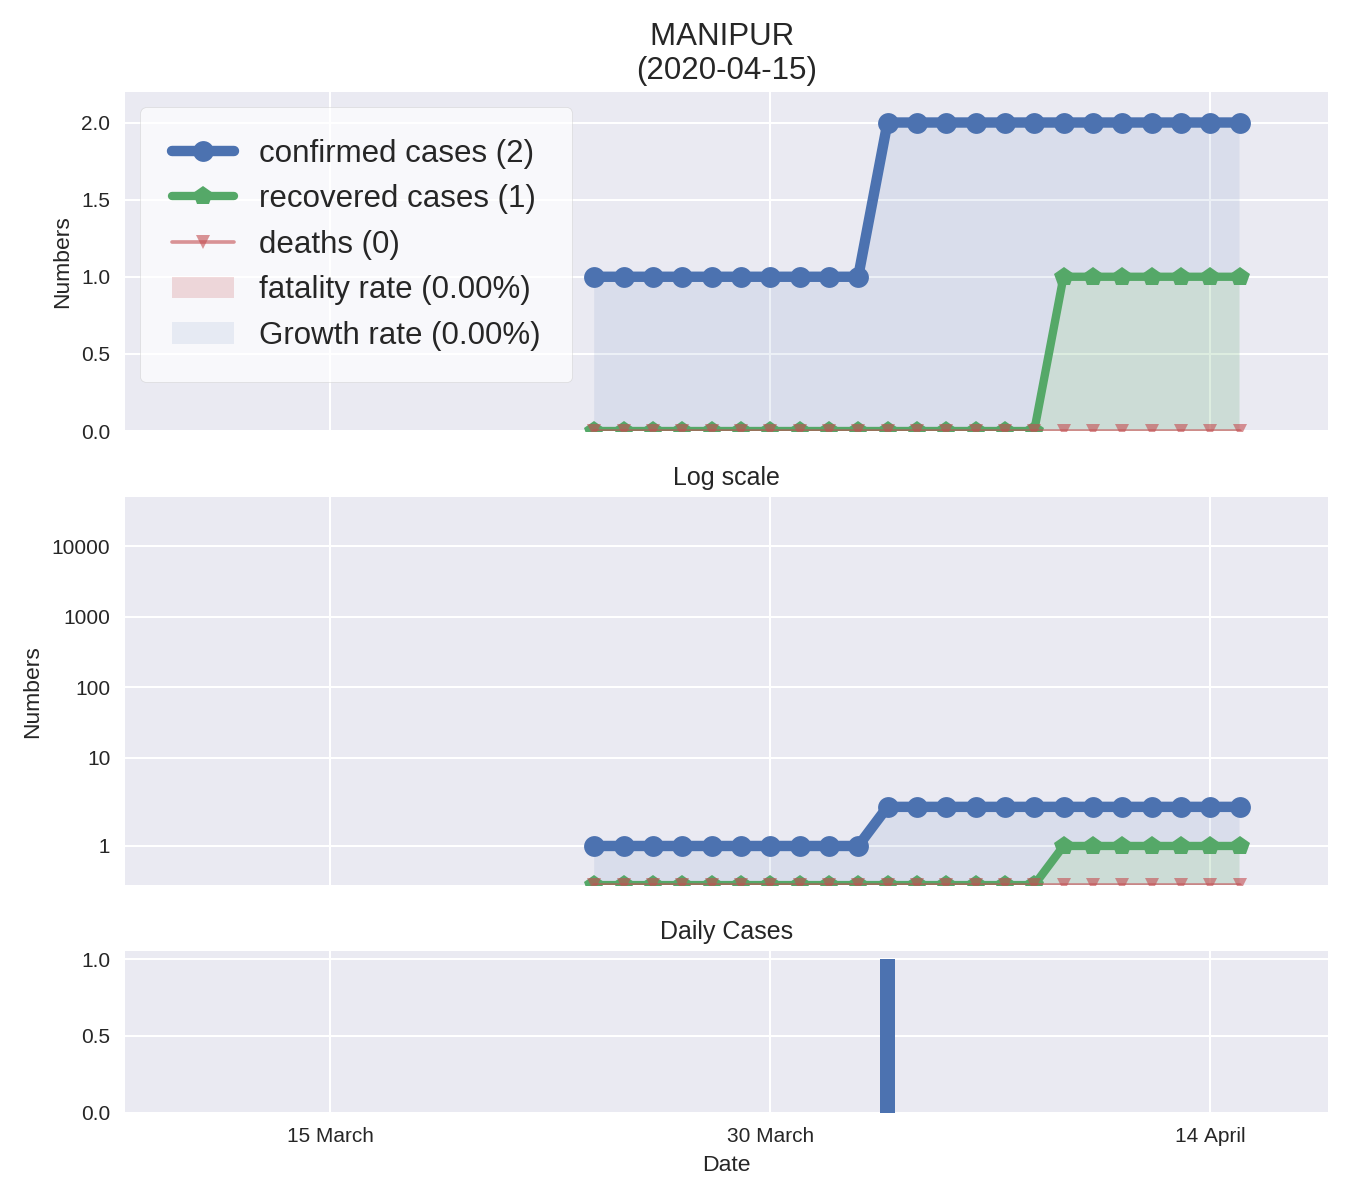 MANIPUR
(2020-04-15)
2.0
1.5
1.0
0.5
0.0
Numbers
confirmed cases (2)
recovered cases (1)
deaths (0)
fatality rate (0.00%)
Growth rate (0.00%)
Log scale
10000
1000
100
10
1
Numbers
Daily Cases
1.0
0.5
0.0
15 March
30 March
14 April
Date